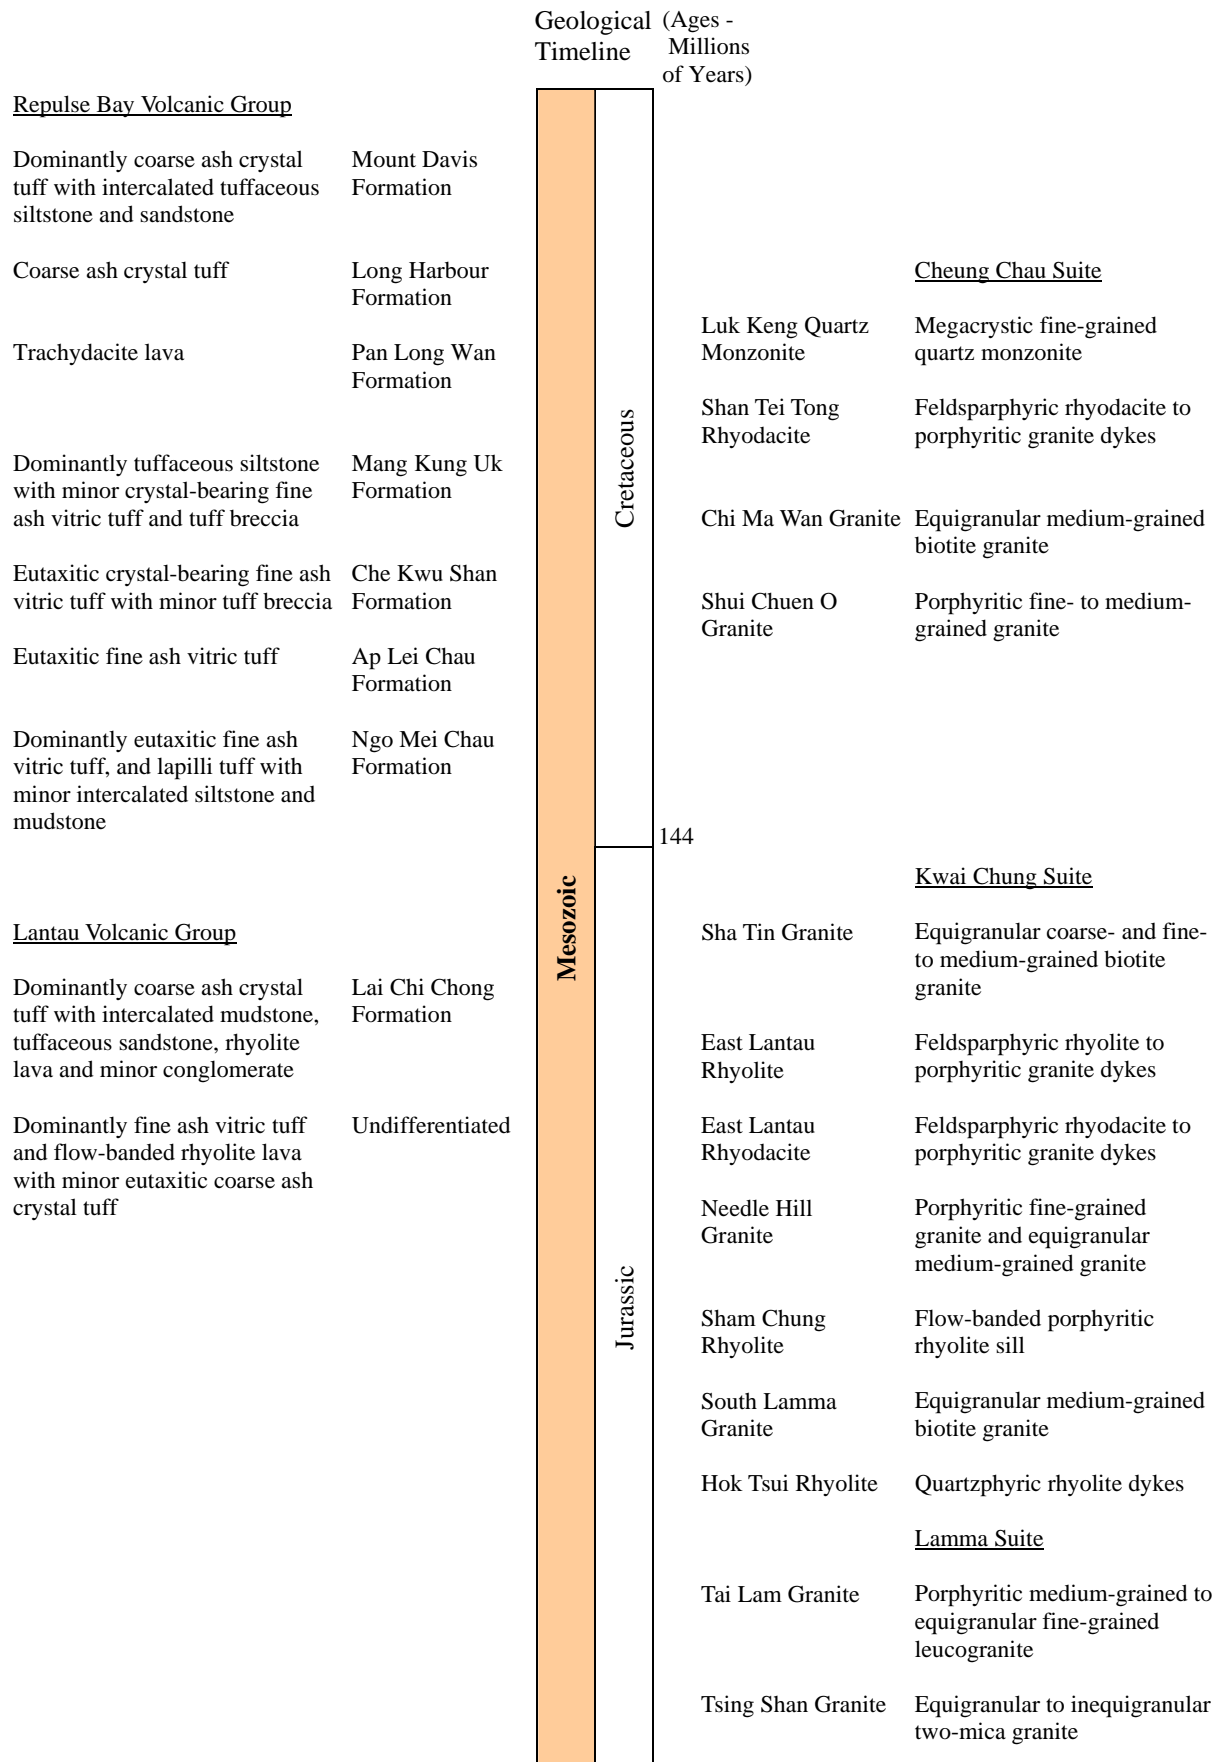 Geological
Timeline
(Ages -
Millions
of Years)
Repulse Bay Volcanic Group
Dominantly coarse ash crystal
tuff with intercalated tuffaceous
siltstone and sandstone
Mount Davis
Formation
Coarse ash crystal tuff
Long Harbour
Formation
Trachydacite lava
Pan Long Wan
Formation
Dominantly tuffaceous siltstone
with minor crystal-bearing fine
ash vitric tuff and tuff breccia
Mang Kung Uk
Formation
Eutaxitic crystal-bearing fine ash
vitric tuff with minor tuff breccia
Che Kwu Shan
Formation
Eutaxitic fine ash vitric tuff
Ap Lei Chau
Formation
Dominantly eutaxitic fine ash
vitric tuff, and lapilli tuff with
minor intercalated siltstone and
mudstone
Ngo Mei Chau
Formation
Lantau Volcanic Group
Dominantly coarse ash crystal
tuff with intercalated mudstone,
tuffaceous sandstone, rhyolite
lava and minor conglomerate
Lai Chi Chong
Formation
Dominantly fine ash vitric tuff
and flow-banded rhyolite lava
with minor eutaxitic coarse ash
crystal tuff
Undifferentiated
Mesozoic
Cretaceous
Jurassic
144
Cheung Chau Suite
Luk Keng Quartz
Monzonite
Megacrystic fine-grained
quartz monzonite
Shan Tei Tong
Rhyodacite
Feldsparphyric rhyodacite to
porphyritic granite dykes
Chi Ma Wan Granite
Equigranular medium-grained
biotite granite
Shui Chuen O
Granite
Porphyritic fine- to medium-
grained granite
Kwai Chung Suite
Sha Tin Granite
Equigranular coarse- and fine-
to medium-grained biotite
granite
East Lantau
Rhyolite
Feldsparphyric rhyolite to
porphyritic granite dykes
East Lantau
Rhyodacite
Feldsparphyric rhyodacite to
porphyritic granite dykes
Needle Hill
Granite
Porphyritic fine-grained
granite and equigranular
medium-grained granite
Sham Chung
Rhyolite
Flow-banded porphyritic
rhyolite sill
South Lamma
Granite
Equigranular medium-grained
biotite granite
Hok Tsui Rhyolite
Quartzphyric rhyolite dykes
Lamma Suite
Tai Lam Granite
Porphyritic medium-grained to
equigranular fine-grained
leucogranite
Tsing Shan Granite
Equigranular to inequigranular
two-mica granite